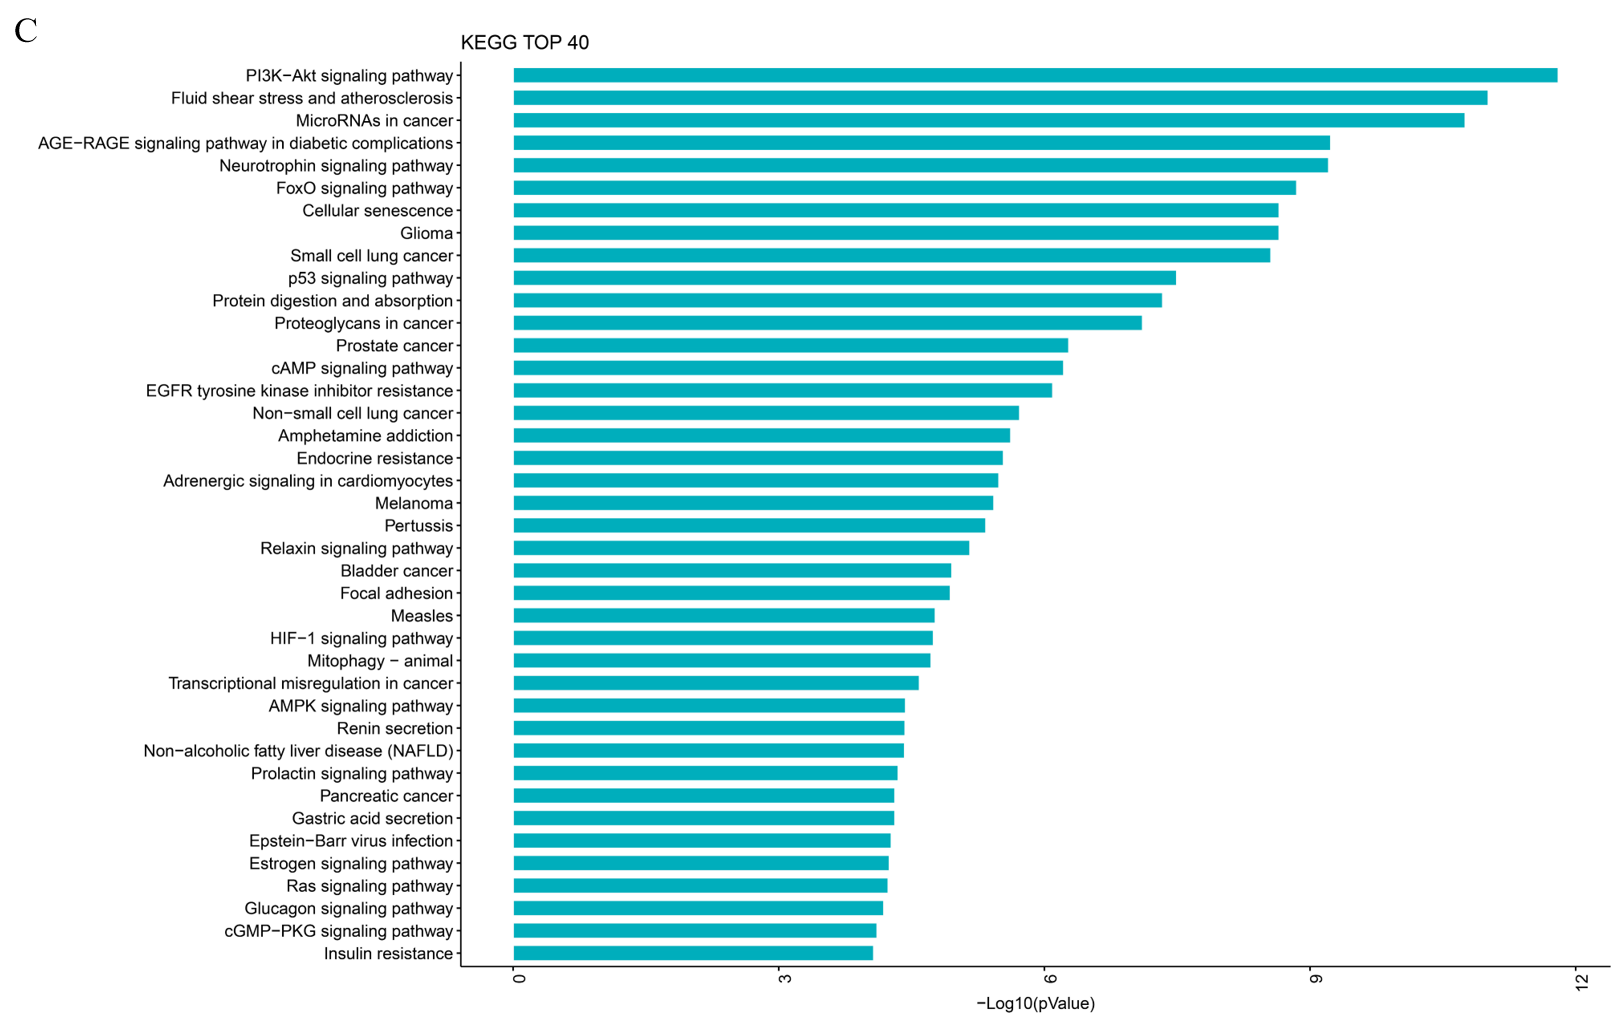 C
KEGG TOP 40
PI3K−Akt signaling pathway
Fluid shear stress and atherosclerosis
MicroRNAs in cancer
AGE−RAGE signaling pathway in diabetic complications
Neurotrophin signaling pathway
FoxO signaling pathway
Cellular senescence
Glioma
Small cell lung cancer
p53 signaling pathway
Protein digestion and absorption
Proteoglycans in cancer
Prostate cancer
cAMP signaling pathway
EGFR tyrosine kinase inhibitor resistance
Non−small cell lung cancer
Amphetamine addiction
Endocrine resistance
Adrenergic signaling in cardiomyocytes
Melanoma
Pertussis
Relaxin signaling pathway
Bladder cancer
Focal adhesion
Measles
HIF−1 signaling pathway
Mitophagy − animal
Transcriptional misregulation in cancer
AMPK signaling pathway
Renin secretion
Non−alcoholic fatty liver disease (NAFLD)
Prolactin signaling pathway
Pancreatic cancer
Gastric acid secretion
Epstein−Barr virus infection
Estrogen signaling pathway
Ras signaling pathway
Glucagon signaling pathway
cGMP−PKG signaling pathway
Insulin resistance
0 3 6 9 12
−Log10(pValue)